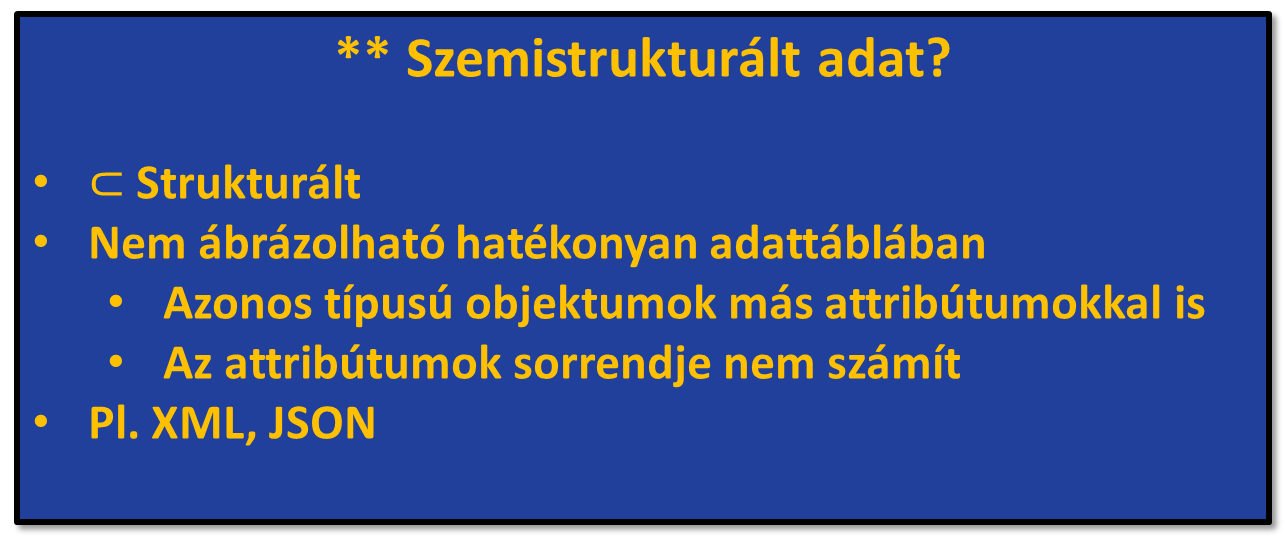 ** Szemistrukturált adat?
• ⊂ Strukturált
• Nem ábrázolható hatékonyan adattáblában
• Azonos típusú objektumok más attribútumokkal is
• Az attribútumok sorrendje nem számít
• Pl. XML, JSON